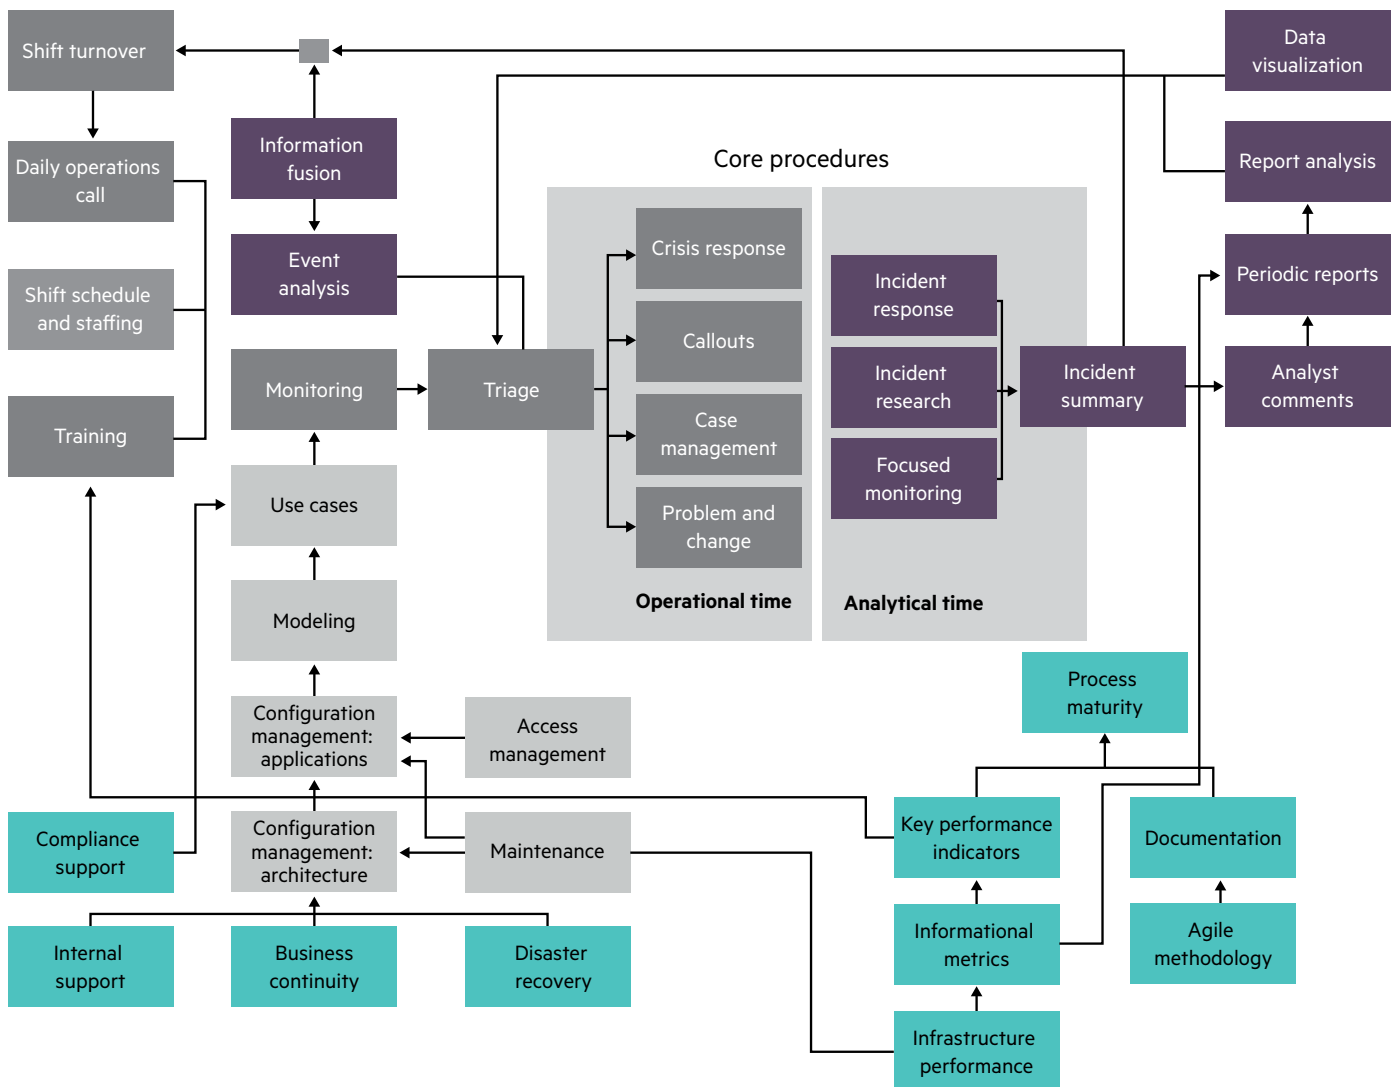 Shift turnover
Data
visualization
Daily operations
call
Information
fusion
Report analysis
Core procedures
Shift schedule
and staffing
Event
analysis
Crisis response
Incident
response
Periodic reports
Training
Monitoring
Triage
Callouts
Incident
research
Incident
summary
Analyst
comments
Case
management
Focused
monitoring
Use cases
Problem and
change
Operational time
Analytical time
Modeling
Process
maturity
Configuration
management:
applications
Access
management
Compliance
support
Configuration
management:
architecture
Maintenance
Key performance
indicators
Documentation
Internal
support
Business
continuity
Disaster
recovery
Informational
metrics
Agile
methodology
Infrastructure
performance